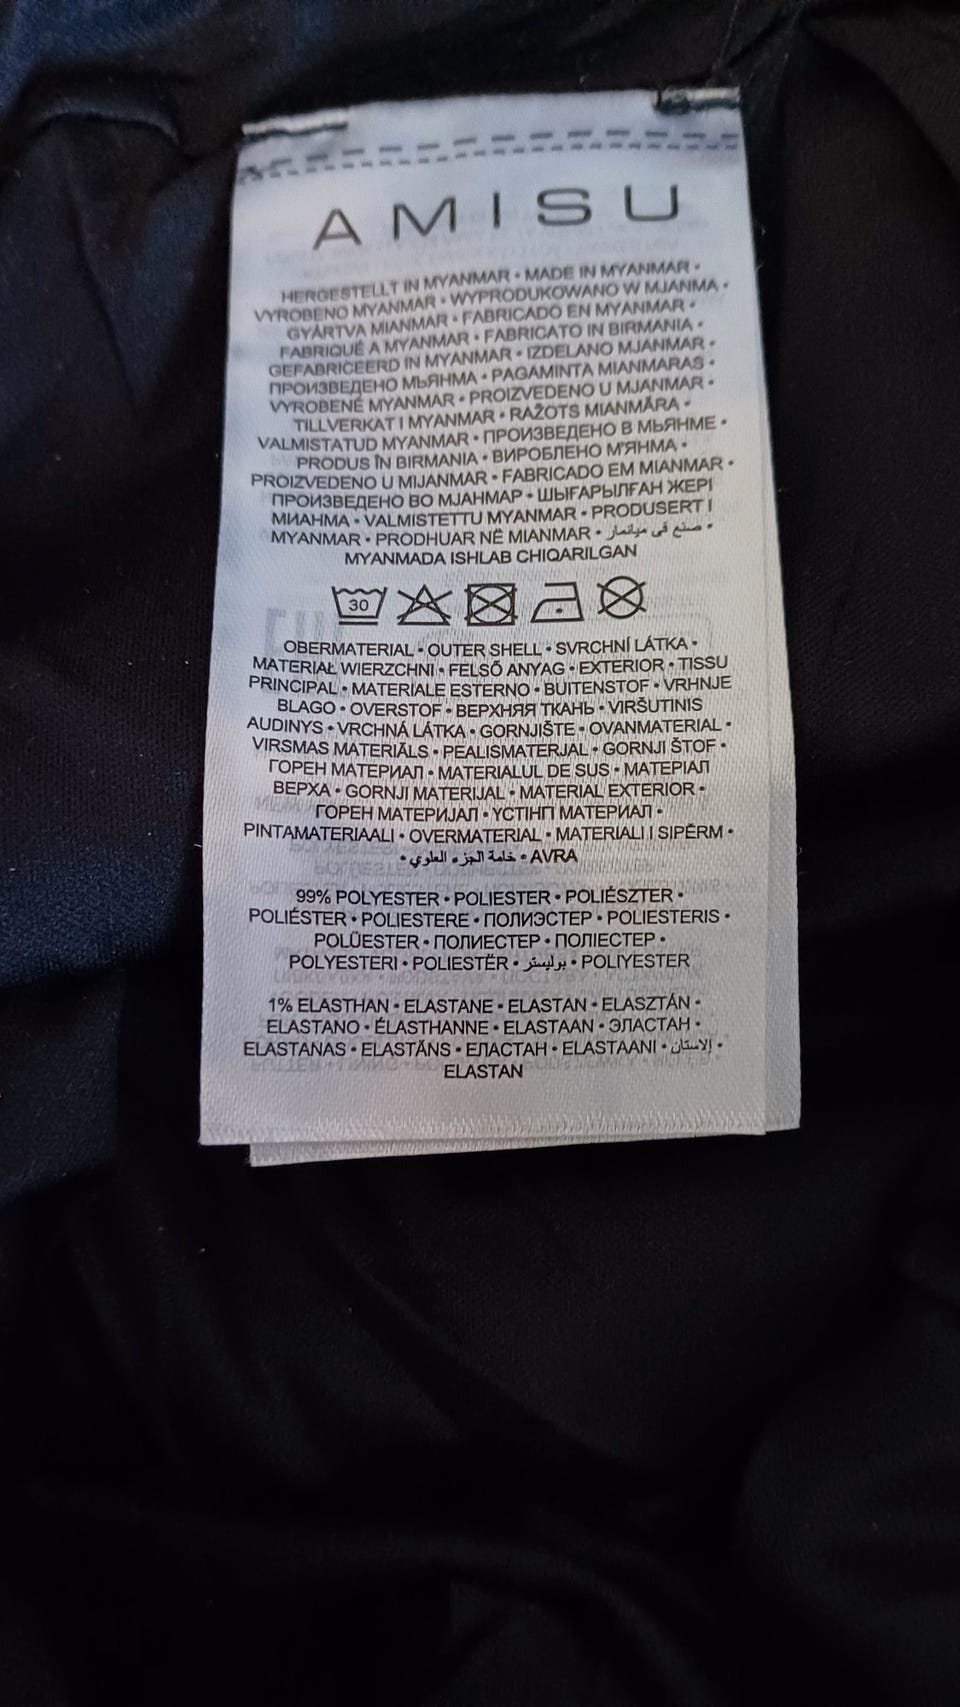 AMISU
HERGESTELLT IN MYANMAR • MADE IN MYANMAR •
VYROBENO MYANMAR • WYPRODUKOWANO W MJANMA •
GYÁRTVA MIANMAR • FABRICADO EN MYANMAR •
FABRIQUÉ A MYANMAR • FABRICATO IN BIRMANIA •
GEFABRICEERD IN MYANMAR • IZDELANO MJANMAR •
ПРОИЗВЕДЕНО МЬЯНМА • PAGAMINTA MIANMARAS •
VYROBENÉ MYANMAR • PROIZVEDENO U MJANMAR •
TILLVERKAT I MYANMAR • RAŽOTS MIANMĀRA •
VALMISTATUD MYANMAR • ПРОИЗВЕДЕНО В МЬЯНМЕ •
PRODUS ÎN BIRMANIA • ВИРОБЛЕНО М'ЯНМА •
PROIZVEDENO U MIJANMAR • FABRICADO EM MIANMAR •
ПРОИЗВЕДЕНО ВО МЈАНМАР • ШЫҒАРЫЛҒАН ЖЕРІ
МИАНМА • VALMISTETTU MYANMAR • PRODUSERT I
MYANMAR • PRODHUAR NË MIANMAR • صنع في ميانمار •
MYANMADA ISHLAB CHIQARILGAN
30
OBERMATERIAL • OUTER SHELL • SVRCHNÍ LÁTKA •
MATERIAŁ WIERZCHNI • FELSŐ ANYAG • EXTERIOR • TISSU
PRINCIPAL • MATERIALE ESTERNO • BUITENSTOF • VRHNJE
BLAGO • OVERSTOF • ВЕРХНЯЯ ТКАНЬ • VIRŠUTINIS
AUDINYS • VRCHNÁ LÁTKA • GORNJIŠTE • OVANMATERIAL •
VIRSMAS MATERIĀLS • PEALISMATERJAL • GORNJI ŠTOF •
ГОРЕН МАТЕРИАЛ • MATERIALUL DE SUS • МАТЕРІАЛ
ВЕРХА • GORNJI MATERIJAL • MATERIAL EXTERIOR •
ГОРЕН МАТЕРИЈАЛ • ҮСТІҢГІ МАТЕРИАЛ •
PINTAMATERIAALI • OVERMATERIAL • MATERIALI I SIPËRM •
خامة الجزء العلوي • AVRA •
99% POLYESTER • POLIESTER • POLIÉSZTER •
POLIÉSTER • POLIESTERE • ПОЛИЭСТЕР • POLIESTERIS •
POLÜESTER • ПОЛИЕСТЕР • ПОЛІЕСТЕР •
POLYESTERI • POLIESTËR • بوليستر • POLIYESTER
1% ELASTHAN • ELASTANE • ELASTAN • ELASZTÁN •
ELASTANO • ÉLASTHANNE • ELASTAAN • ЭЛАСТАН •
ELASTANAS • ELASTĀNS • ЕЛАСТАН • ELASTAANI • إلاستان •
ELASTAN